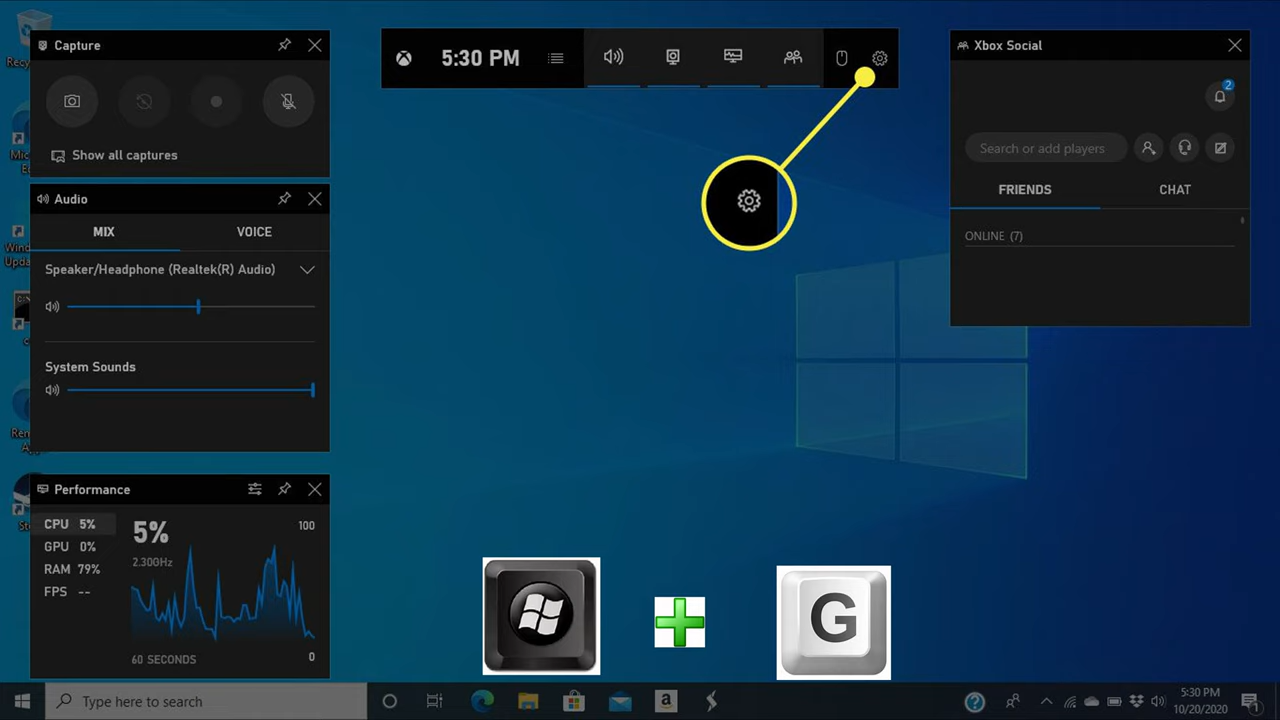 Capture
Show all captures
Audio
MIX VOICE
Speaker/Headphone (Realtek(R) Audio)
System Sounds
Performance
CPU 5%
GPU 0%
RAM 79%
FPS --
5%
2.30GHz
100
60 SECONDS
0
5:30 PM
Xbox Social
2
Search or add players
FRIENDS CHAT
ONLINE (7)
G
Type here to search
a
?
5:30 PM
10/20/2020
1